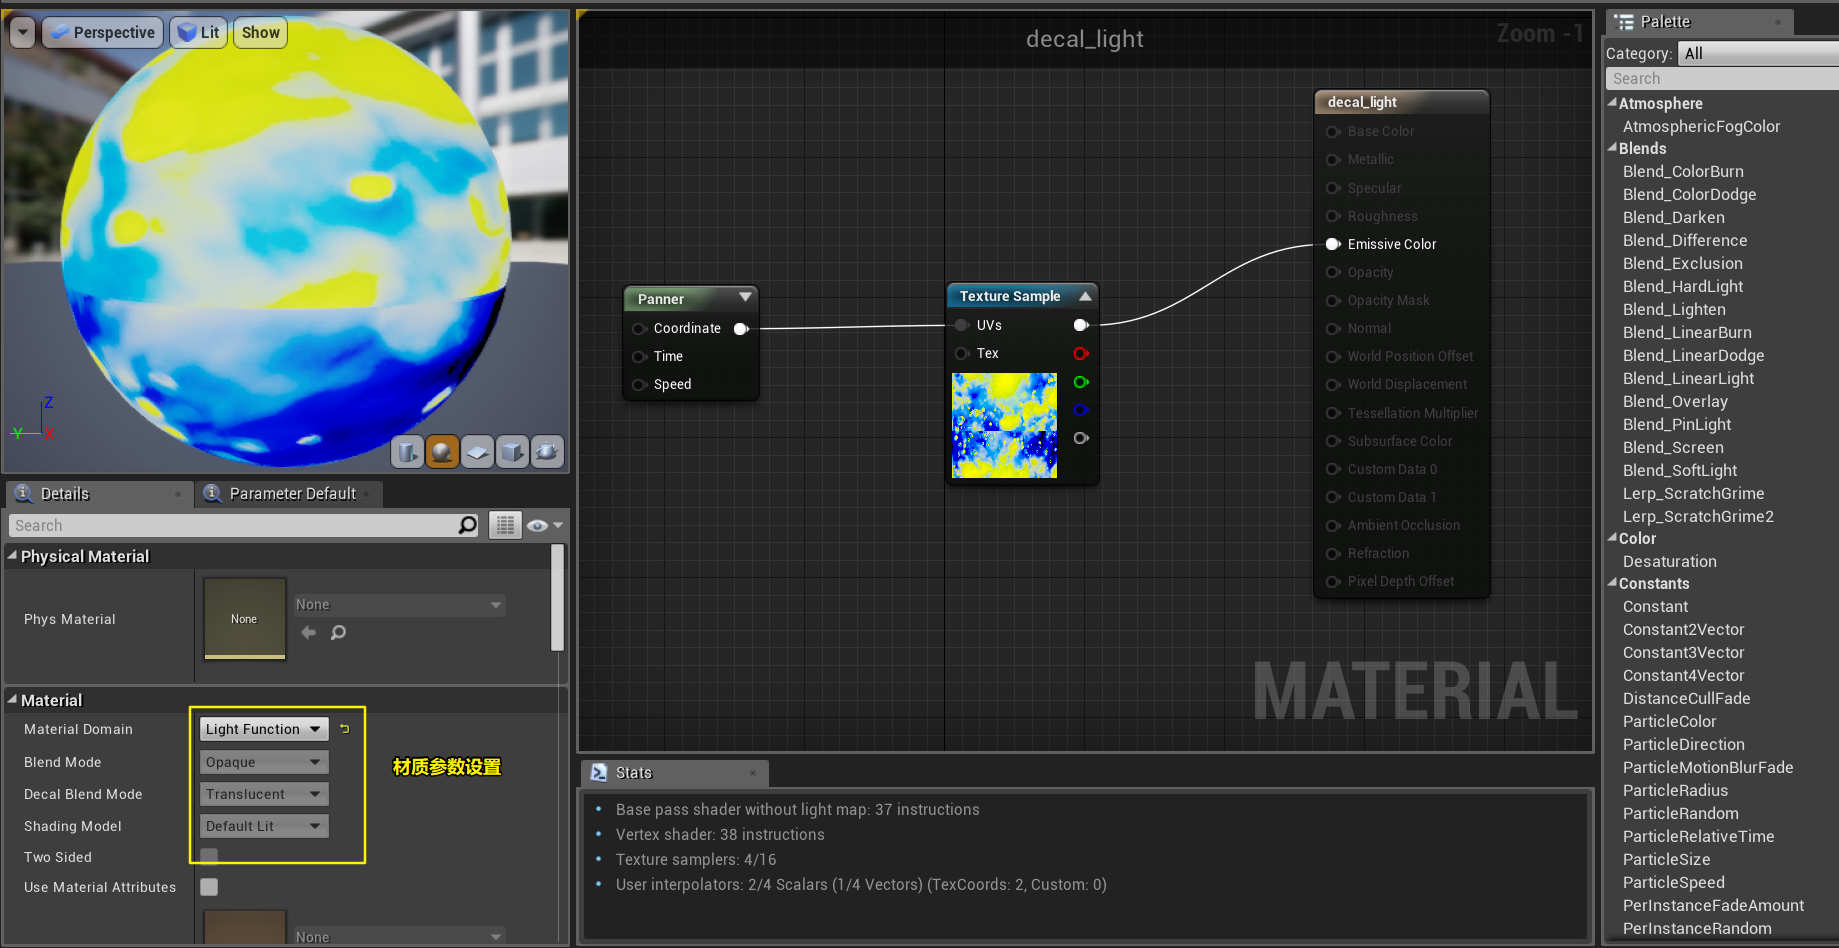 Perspective
Lit
Show
Z
Y
X
decal_light
Zoom -1
Panner
Coordinate
Time
Speed
Texture Sample
UVs
Tex
decal_light
Base Color
Metallic
Specular
Roughness
Emissive Color
Opacity
Opacity Mask
Normal
World Position Offset
World Displacement
Tessellation Multiplier
Subsurface Color
Custom Data 0
Custom Data 1
Ambient Occlusion
Refraction
Pixel Depth Offset
MATERIAL
Details
Parameter Default
Search
Physical Material
Phys Material
None
None
Material
Material Domain
Light Function
Blend Mode
Opaque
Decal Blend Mode
Translucent
Shading Model
Default Lit
Two Sided
Use Material Attributes
None
材质参数设置
Stats
Base pass shader without light map: 37 instructions
Vertex shader: 38 instructions
Texture samplers: 4/16
User interpolators: 2/4 Scalars (1/4 Vectors) (TexCoords: 2, Custom: 0)
Palette
Category: All
Search
Atmosphere
AtmosphericFogColor
Blends
Blend_ColorBurn
Blend_ColorDodge
Blend_Darken
Blend_Difference
Blend_Exclusion
Blend_HardLight
Blend_Lighten
Blend_LinearBurn
Blend_LinearDodge
Blend_LinearLight
Blend_Overlay
Blend_PinLight
Blend_Screen
Blend_SoftLight
Lerp_ScratchGrime
Lerp_ScratchGrime2
Color
Desaturation
Constants
Constant
Constant2Vector
Constant3Vector
Constant4Vector
DistanceCullFade
ParticleColor
ParticleDirection
ParticleMotionBlurFade
ParticleRadius
ParticleRandom
ParticleRelativeTime
ParticleSize
ParticleSpeed
PerInstanceFadeAmount
PerInstanceRandom